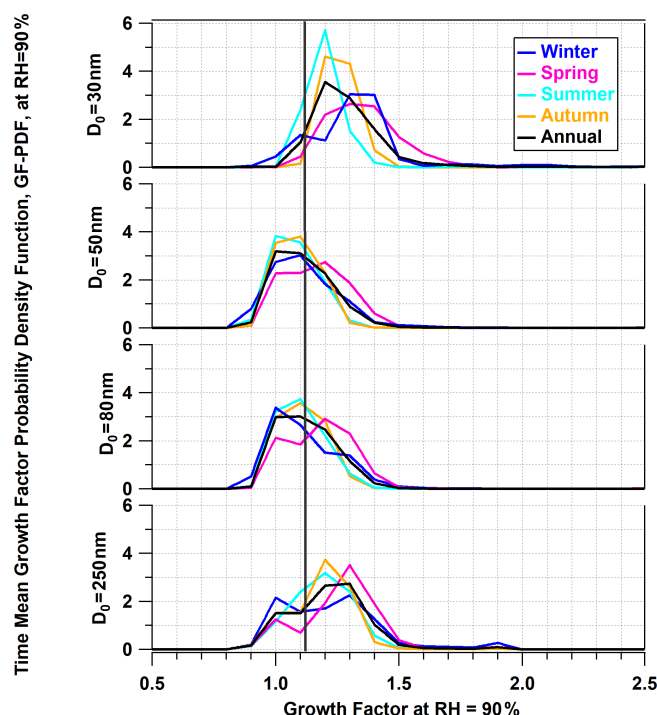 Time Mean Growth Factor Probability Density Function, GF-PDF, at RH=90%
D₀=30nm
6
4
2
0
Winter
Spring
Summer
Autumn
Annual
D₀=50nm
6
4
2
0
D₀=80nm
6
4
2
0
D₀=250nm
6
4
2
0
0.5 1.0 1.5 2.0 2.5
Growth Factor at RH = 90%